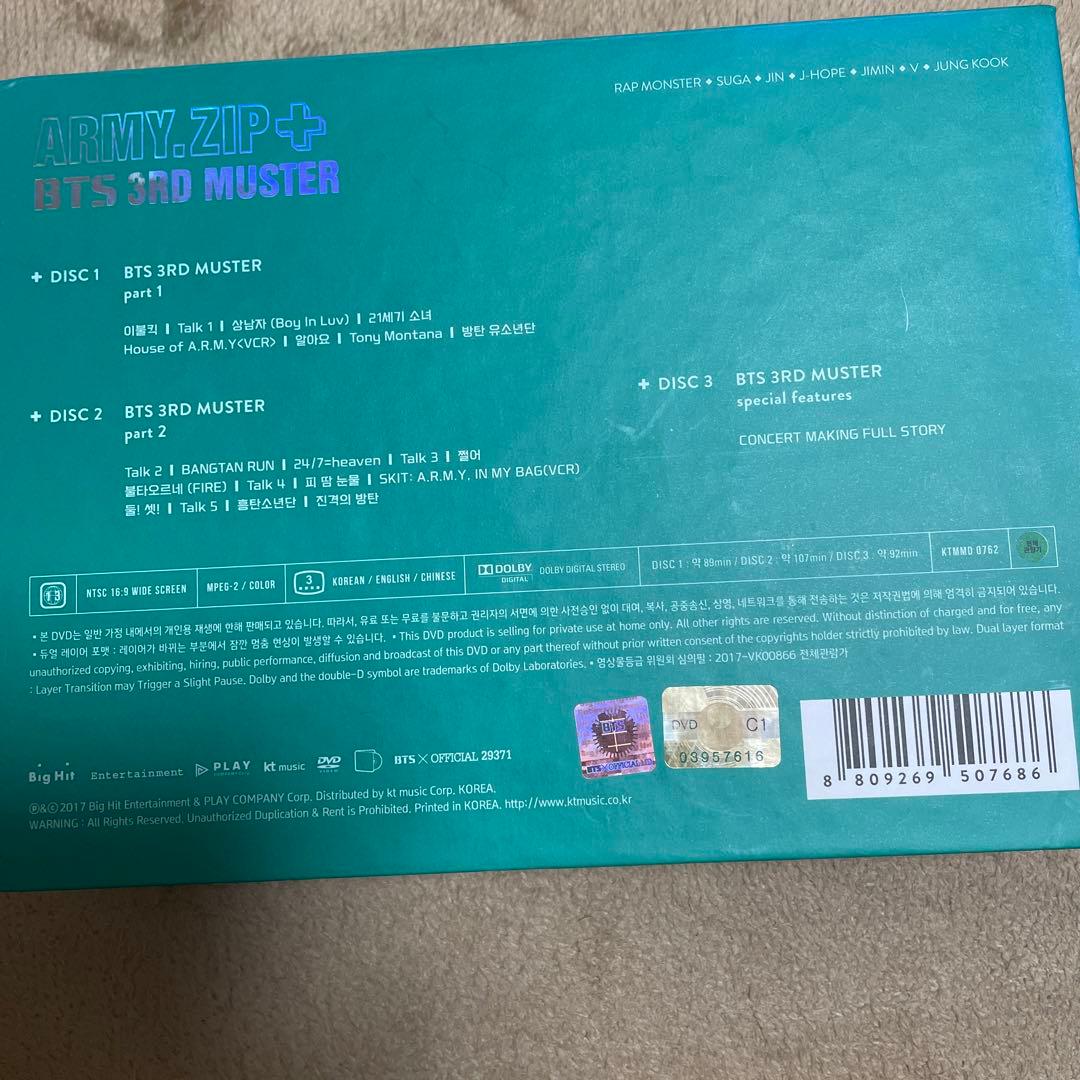 RAP MONSTER ◆ SUGA ◆ JIN ◆ J-HOPE ◆ JIMIN ◆ V ◆ JUNG KOOK
ARMY.ZIP+
BTS 3RD MUSTER
+ DISC 1 BTS 3RD MUSTER
part 1
이불킥 | Talk 1 | 상남자 (Boy In Luv) | 21세기 소녀
House of A.R.M.Y<VCR> | 알아요 | Tony Montana | 방탄 유소년단
+ DISC 2 BTS 3RD MUSTER
part 2
Talk 2 | BANGTAN RUN | 24/7=heaven | Talk 3 | 쩔어
불타오르네 (FIRE) | Talk 4 | 피 땀 눈물 | SKIT: A.R.M.Y, IN MY BAG(VCR)
둘! 셋! | Talk 5 | 흥탄소년단 | 진격의 방탄
+ DISC 3 BTS 3RD MUSTER
special features
CONCERT MAKING FULL STORY
NTSC 16:9 WIDE SCREEN MPEG-2 / COLOR 3 KOREAN / ENGLISH / CHINESE DOLBY DIGITAL DOLBY DIGITAL STEREO DISC 1 : 약 89min / DISC 2 : 약 107min / DISC 3 : 약 92min KTMMD 0762 전체관람가
• 본 DVD는 일반 가정 내에서의 개인용 재생에 한해 판매되고 있습니다. 따라서, 유료 또는 무료를 불문하고 권리자의 서면에 의한 사전승인 없이 대여, 복사, 공중송신, 상영, 네트워크를 통해 전송하는 것은 저작권법에 의해 엄격히 금지되어 있습니다.
• 듀얼 레이어 포맷 : 레이어가 바뀌는 부분에서 잠깐 멈춤 현상이 발생할 수 있습니다. • This DVD product is selling for private use at home only. All other rights are reserved. Without distinction of charged and for free, any
unauthorized copying, exhibiting, hiring, public performance, diffusion and broadcast of this DVD or any part thereof without prior written consent of the copyrights holder strictly prohibited by law. Dual layer format
: Layer Transition may Trigger a Slight Pause. Dolby and the double-D symbol are trademarks of Dolby Laboratories. • 영상물등급 위원회 심의필 : 2017-VK00866 전체관람가
BigHit Entertainment PLAY COMPANY Corp. kt music DVD VIDEO BTS × OFFICIAL 29371
BTS
BTS × OFFICIAL LTD.
DVD C1
03957616
8 809269 507686
℗&©2017 Big Hit Entertainment & PLAY COMPANY Corp. Distributed by kt music Corp. KOREA.
WARNING : All Rights Reserved. Unauthorized Duplication & Rent is Prohibited. Printed in KOREA. http://www.ktmusic.co.kr